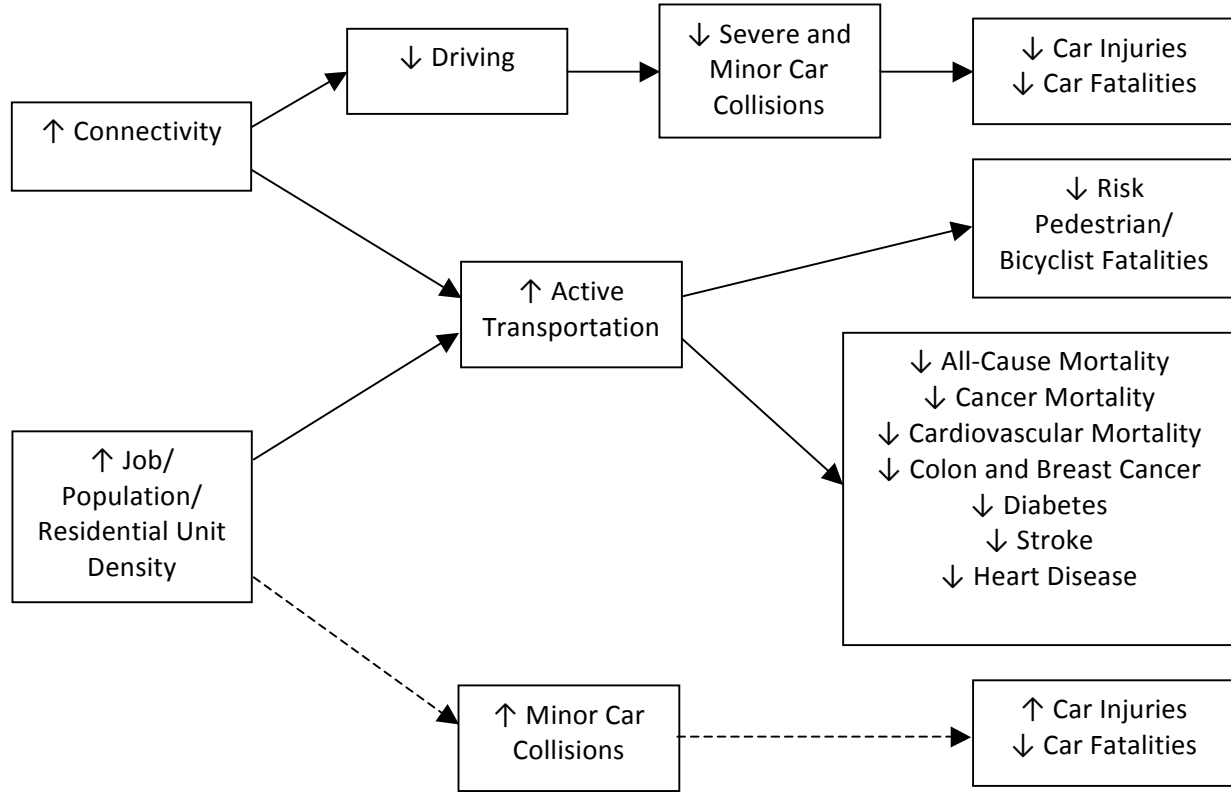 ↑ Connectivity
↓ Driving
↓ Severe and
Minor Car
Collisions
↓ Car Injuries
↓ Car Fatalities
↑ Active
Transportation
↓ Risk
Pedestrian/
Bicyclist Fatalities
↓ All-Cause Mortality
↓ Cancer Mortality
↓ Cardiovascular Mortality
↓ Colon and Breast Cancer
↓ Diabetes
↓ Stroke
↓ Heart Disease
↑ Job/
Population/
Residential Unit
Density
↑ Minor Car
Collisions
↑ Car Injuries
↓ Car Fatalities